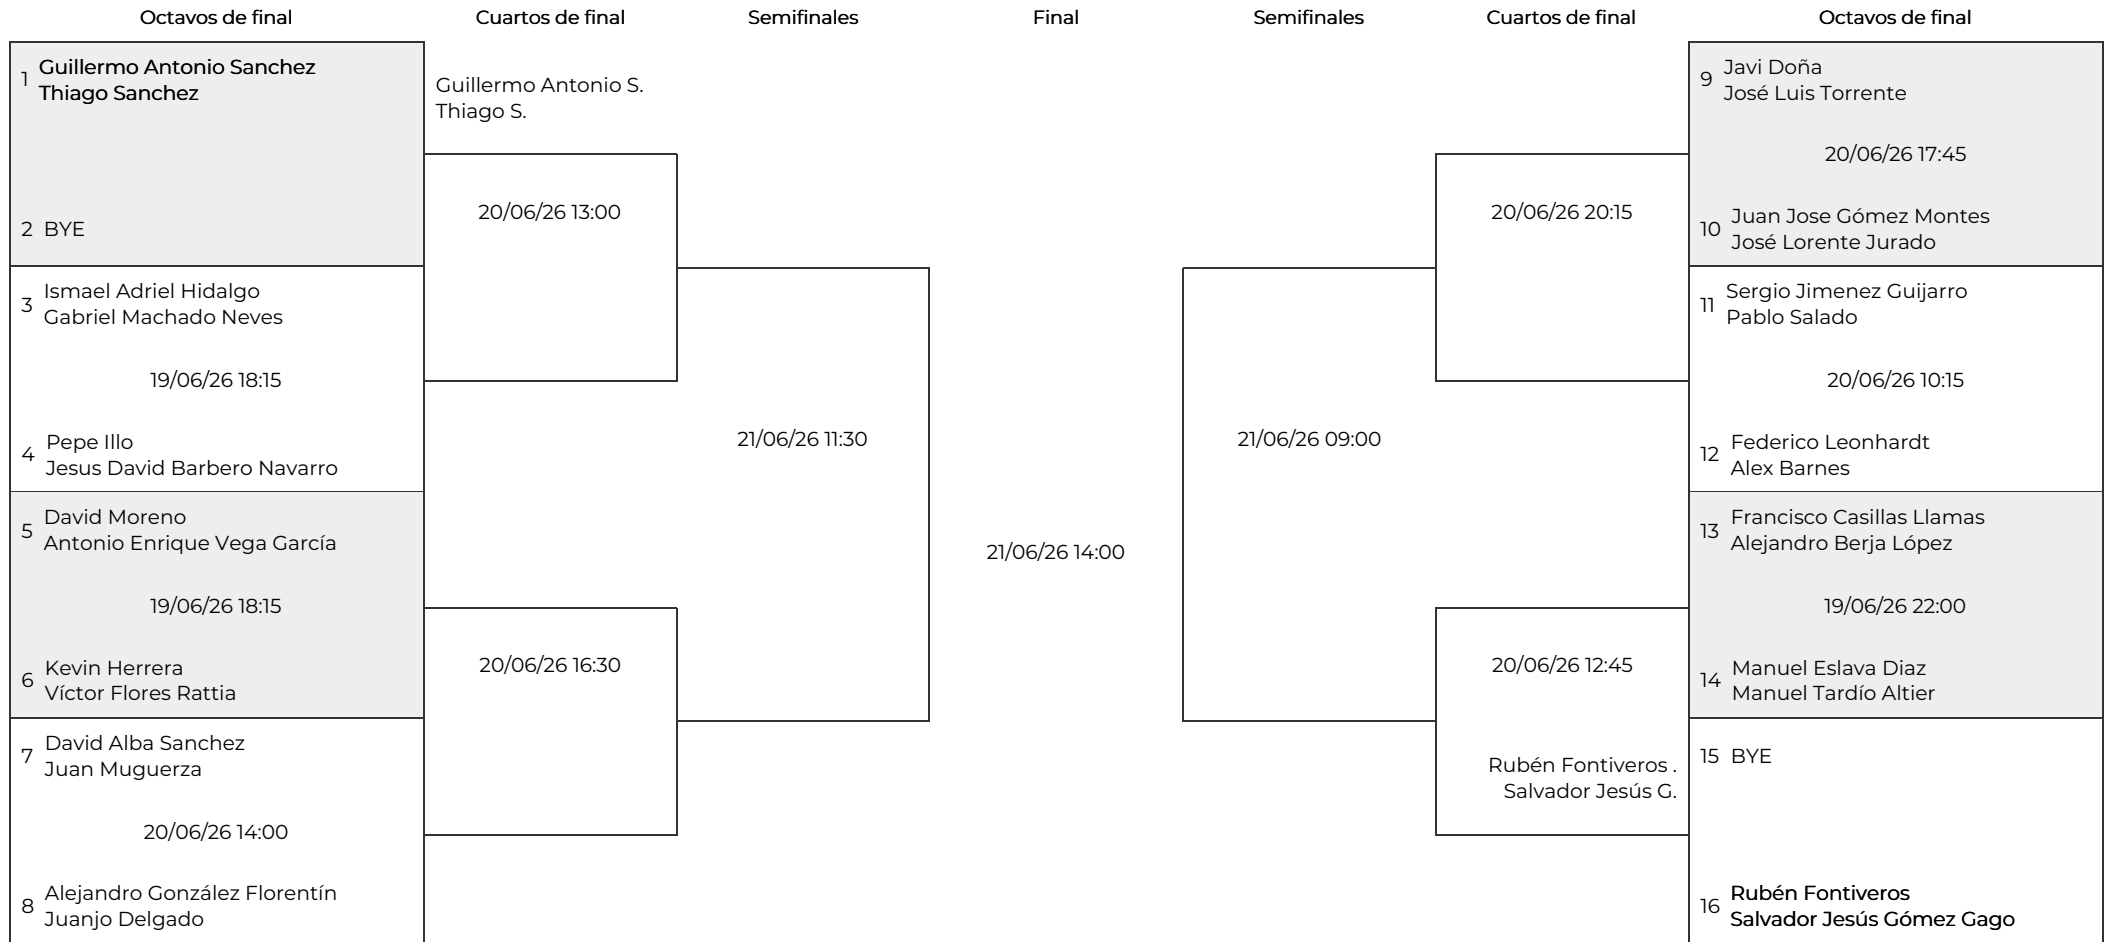 Octavos de final
Cuartos de final
Semifinales
Final
Semifinales
Cuartos de final
Octavos de final
1
Guillermo Antonio Sanchez
Thiago Sanchez
2 BYE
3
Ismael Adriel Hidalgo
Gabriel Machado Neves
19/06/26 18:15
4
Pepe Illo
Jesus David Barbero Navarro
5
David Moreno
Antonio Enrique Vega García
19/06/26 18:15
6
Kevin Herrera
Víctor Flores Rattia
7
David Alba Sanchez
Juan Muguerza
20/06/26 14:00
8
Alejandro González Florentín
Juanjo Delgado
Guillermo Antonio S.
Thiago S.
20/06/26 13:00
20/06/26 16:30
21/06/26 11:30
21/06/26 14:00
21/06/26 09:00
20/06/26 20:15
20/06/26 12:45
Rubén Fontiveros .
Salvador Jesús G.
9
Javi Doña
José Luis Torrente
20/06/26 17:45
10
Juan Jose Gómez Montes
José Lorente Jurado
11
Sergio Jimenez Guijarro
Pablo Salado
20/06/26 10:15
12
Federico Leonhardt
Alex Barnes
13
Francisco Casillas Llamas
Alejandro Berja López
19/06/26 22:00
14
Manuel Eslava Diaz
Manuel Tardío Altier
15 BYE
16
Rubén Fontiveros
Salvador Jesús Gómez Gago